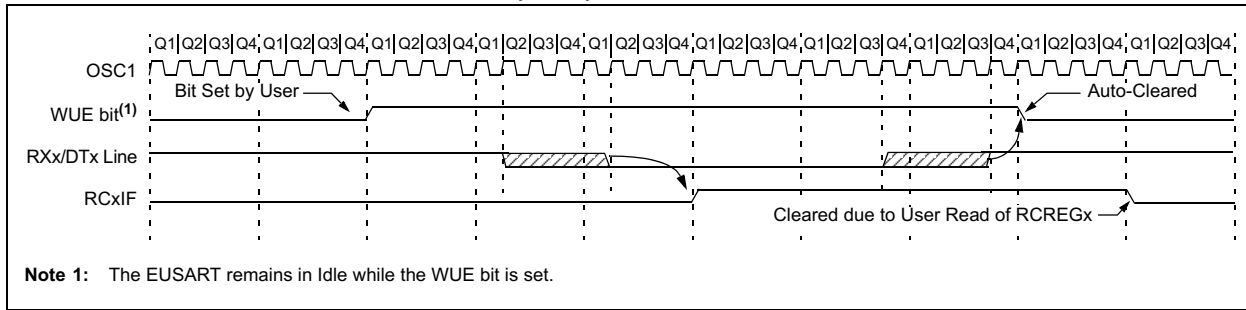 Q1 Q2 Q3 Q4 Q1 Q2 Q3 Q4 Q1 Q2 Q3 Q4 Q1 Q2 Q3 Q4 Q1 Q2 Q3 Q4 Q1 Q2 Q3 Q4 Q1 Q2 Q3 Q4 Q1 Q2 Q3 Q4 Q1 Q2 Q3 Q4 Q1 Q2 Q3 Q4
OSC1
Bit Set by User
Auto-Cleared
WUE bit(1)
RXx/DTx Line
RCxIF
Cleared due to User Read of RCREGx
Note 1: The EUSART remains in Idle while the WUE bit is set.